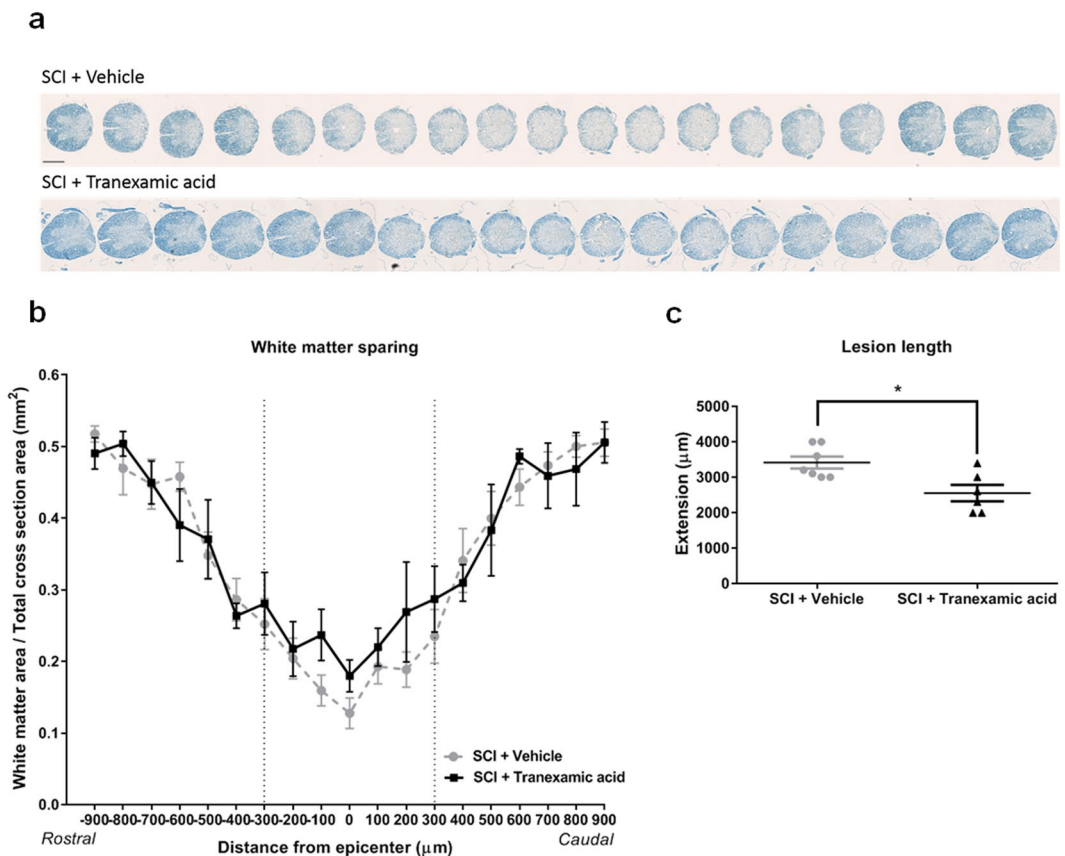 a
SCI + Vehicle
SCI + Tranexamic acid
b
White matter sparing
White matter area / Total cross section area (mm²)
0.6
0.5
0.4
0.3
0.2
0.1
0.0
SCI + Vehicle
SCI + Tranexamic acid
-900 -800 -700 -600 -500 -400 -300 -200 -100 0 100 200 300 400 500 600 700 800 900
Rostral
Caudal
Distance from epicenter (μm)
c
Lesion length
*
Extension (μm)
5000
4000
3000
2000
1000
0
SCI + Vehicle
SCI + Tranexamic acid